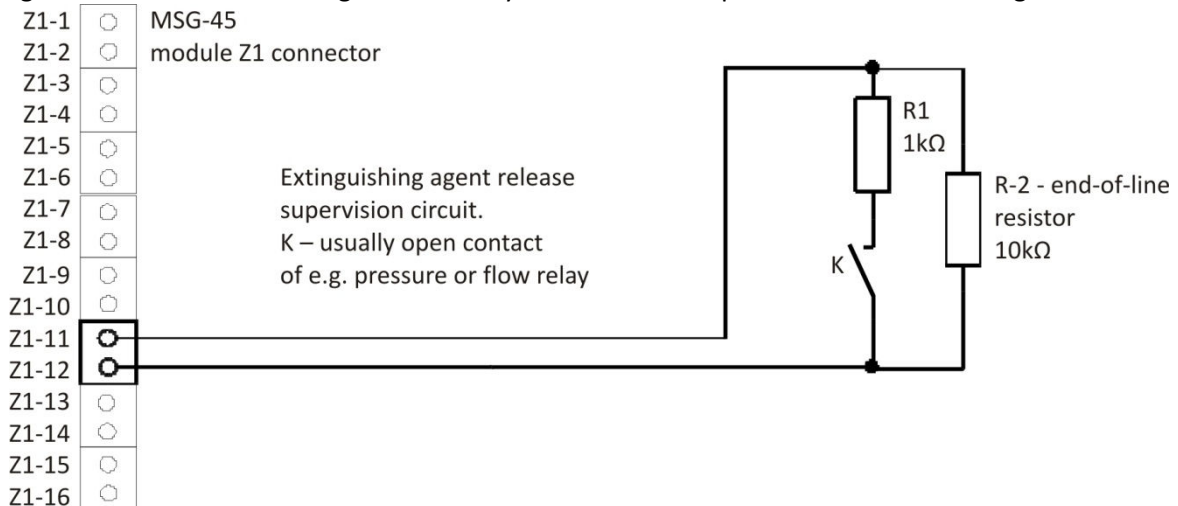 Z1-1
Z1-2
Z1-3
Z1-4
Z1-5
Z1-6
Z1-7
Z1-8
Z1-9
Z1-10
Z1-11
Z1-12
Z1-13
Z1-14
Z1-15
Z1-16
MSG-45
module Z1 connector
Extinguishing agent release
supervision circuit.
K – usually open contact
of e.g. pressure or flow relay
R1
1kΩ
K
R-2 - end-of-line
resistor
10kΩ